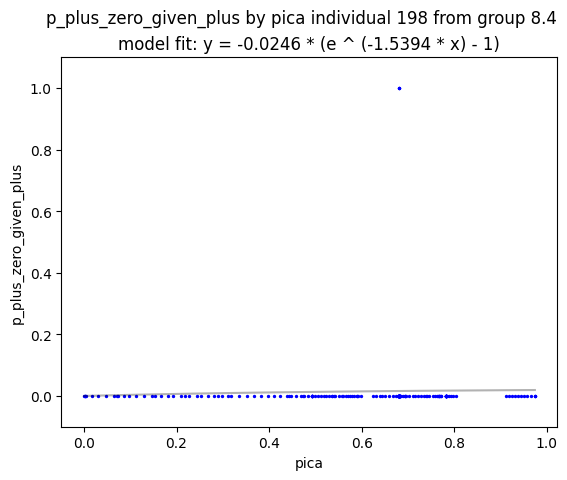 p_plus_zero_given_plus by pica individual 198 from group 8.4
model fit: y = -0.0246 * (e ^ (-1.5394 * x) - 1)
1.0
0.8
0.6
0.4
0.2
0.0
p_plus_zero_given_plus
0.0 0.2 0.4 0.6 0.8 1.0
pica